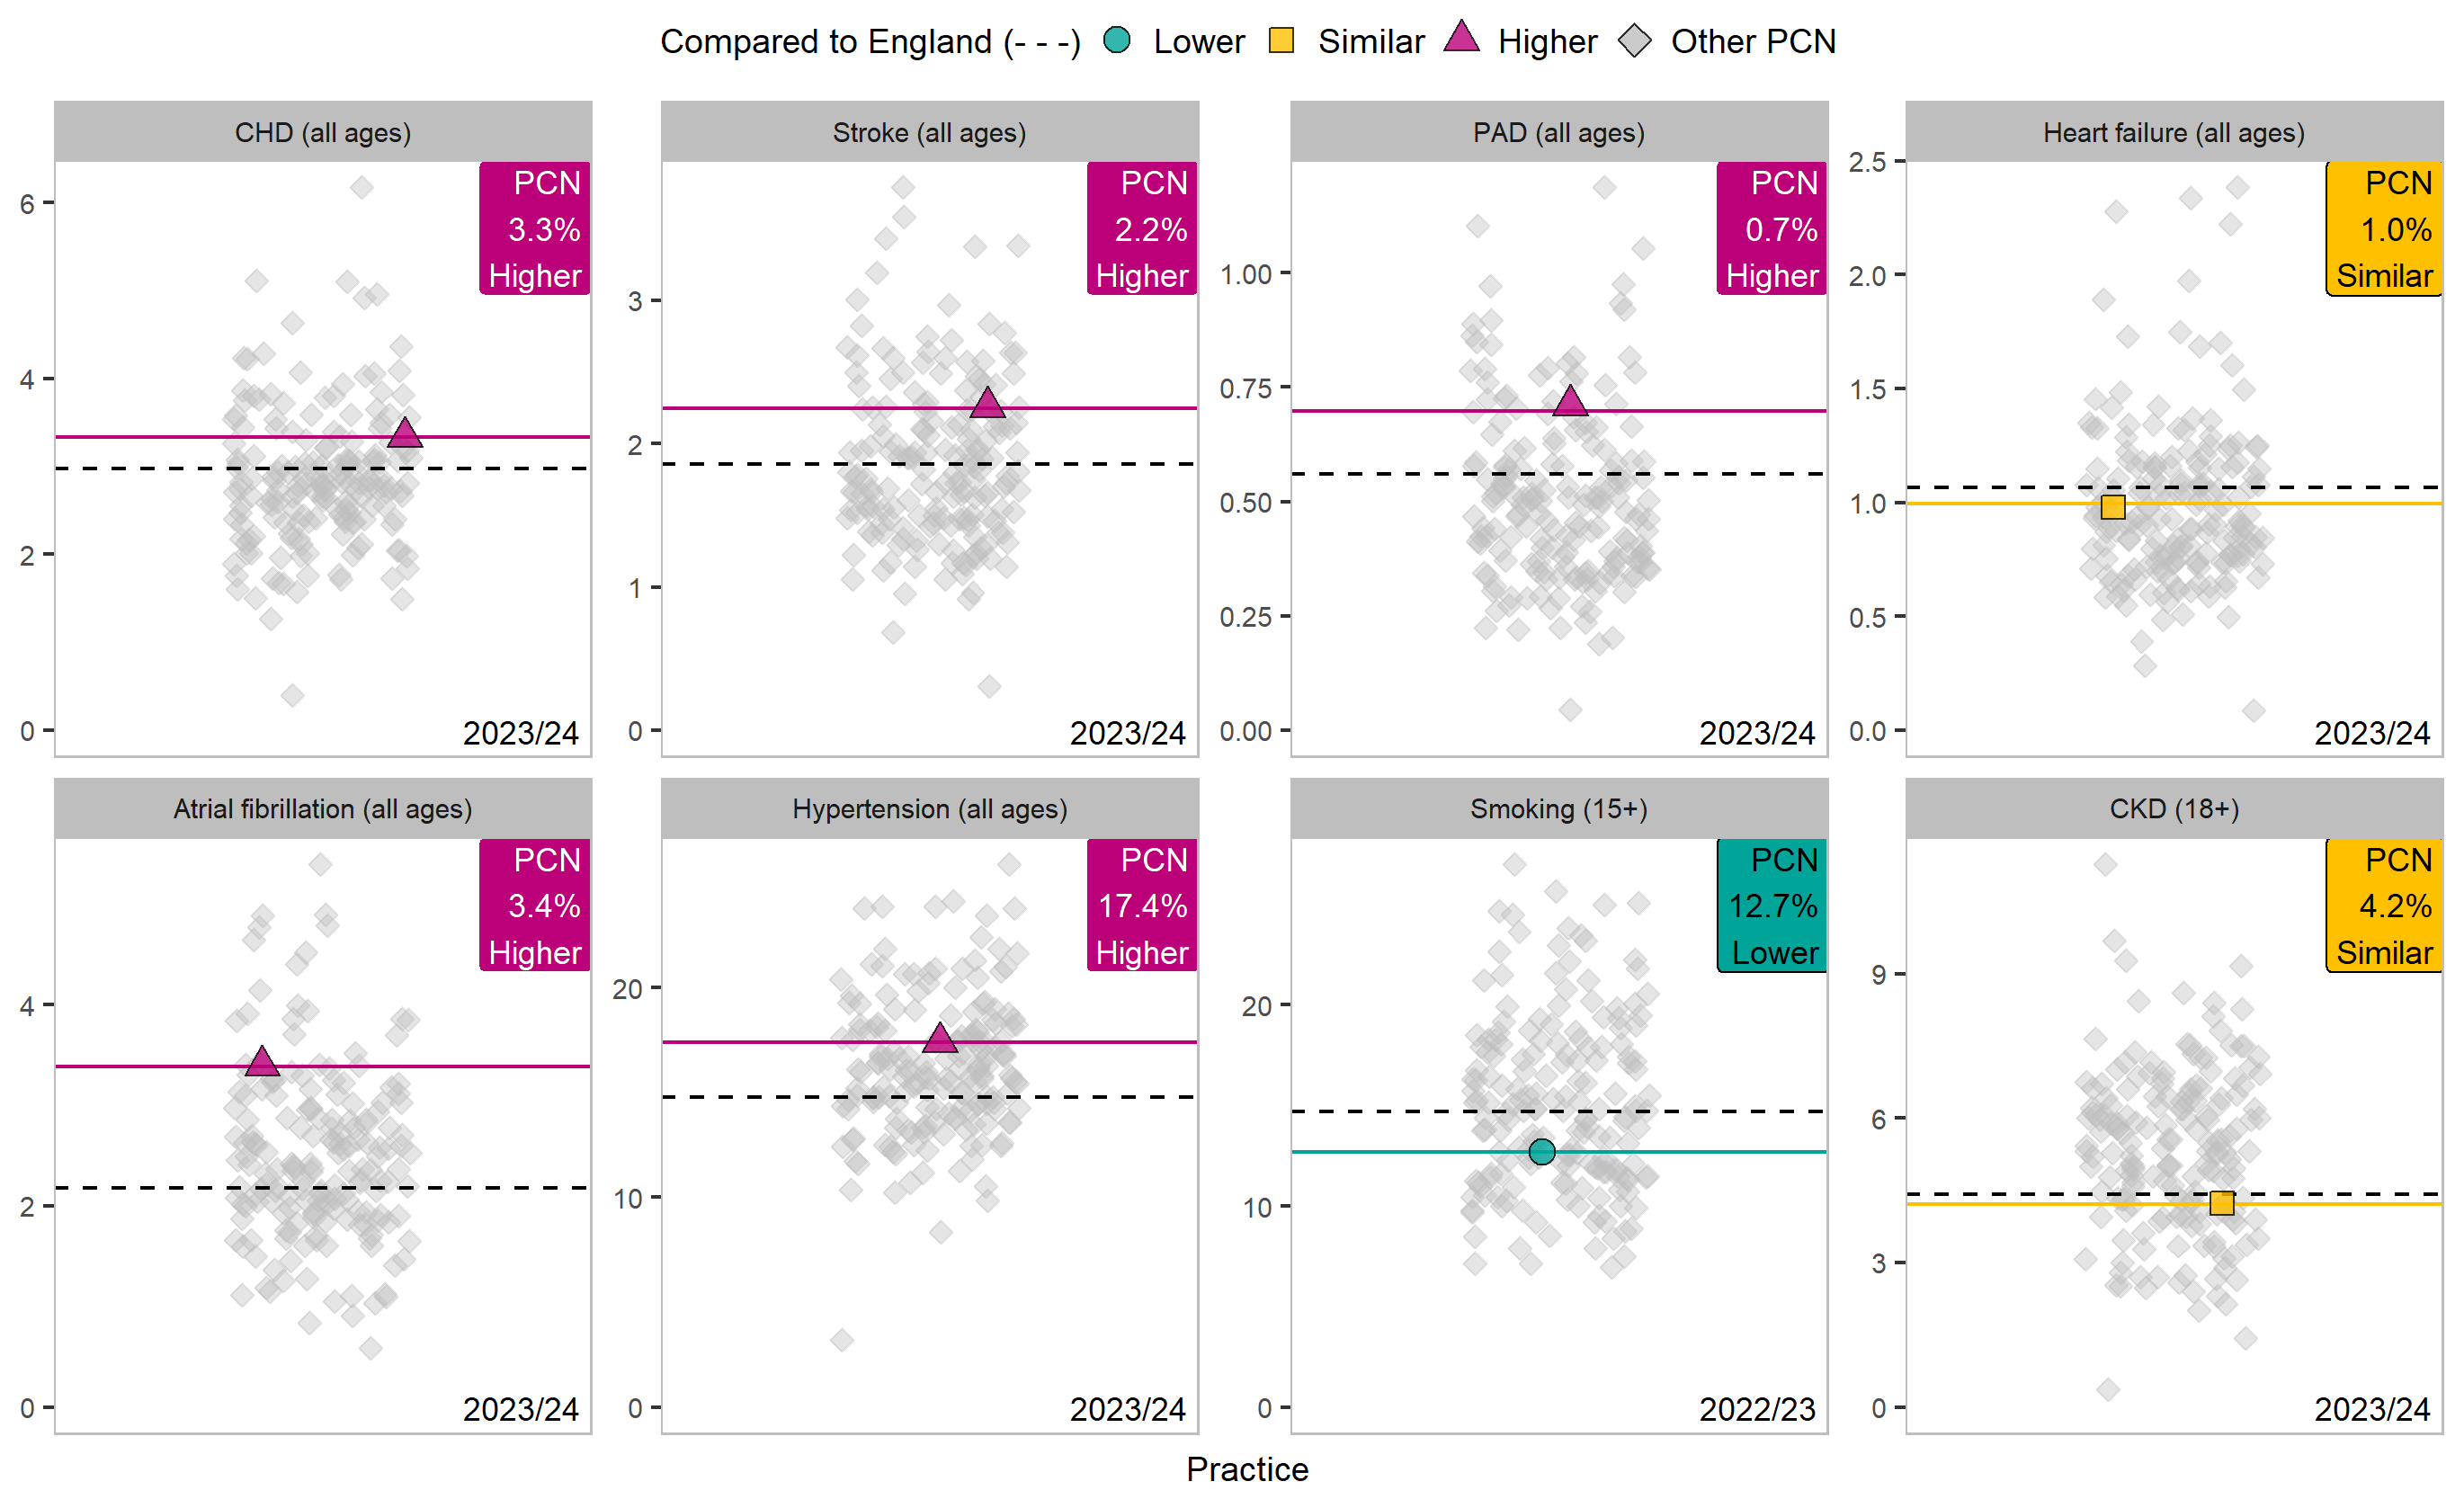 Compared to England (- - -) Lower Similar Higher Other PCN
CHD (all ages)
6
4
2
0
PCN
3.3%
Higher
2023/24
Stroke (all ages)
3
2
1
0
PCN
2.2%
Higher
2023/24
PAD (all ages)
1.00
0.75
0.50
0.25
0.00
PCN
0.7%
Higher
2023/24
Heart failure (all ages)
2.5
2.0
1.5
1.0
0.5
0.0
PCN
1.0%
Similar
2023/24
Atrial fibrillation (all ages)
4
2
0
PCN
3.4%
Higher
2023/24
Hypertension (all ages)
20
10
0
PCN
17.4%
Higher
2023/24
Smoking (15+)
20
10
0
PCN
12.7%
Lower
2022/23
CKD (18+)
9
6
3
0
PCN
4.2%
Similar
2023/24
Practice